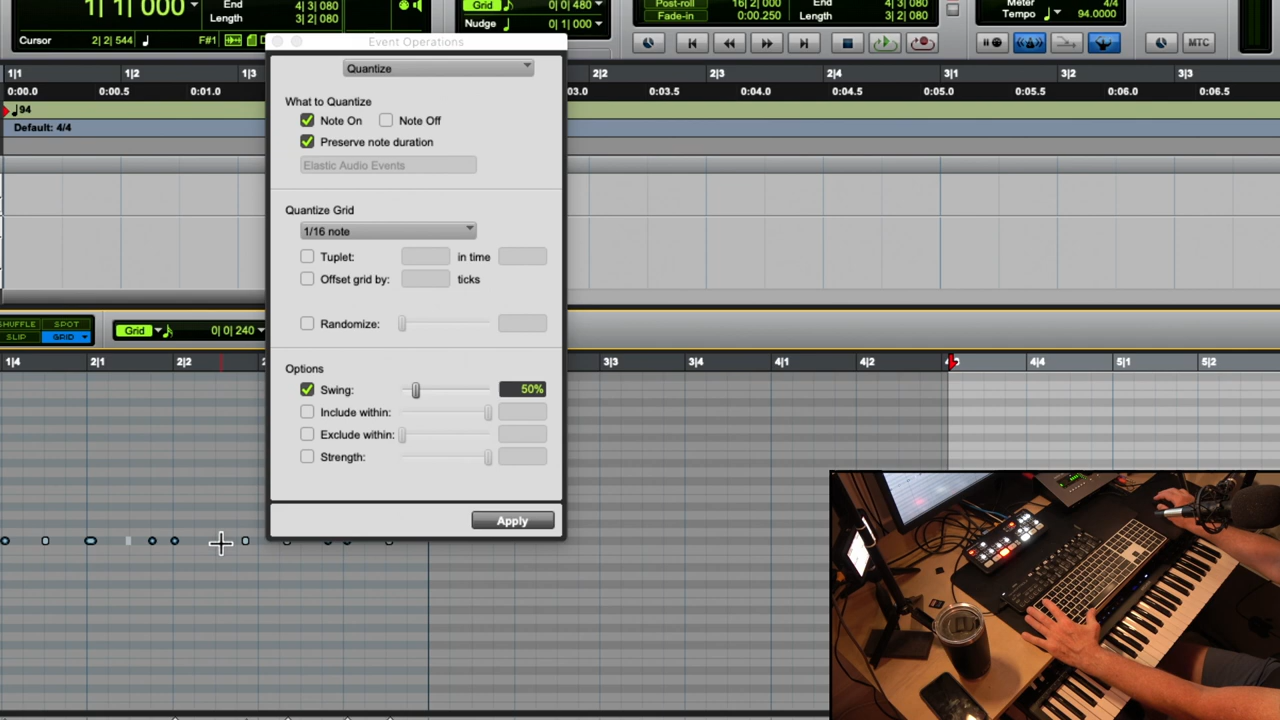 1| 1| 000
End 4| 3| 080
Length 3| 2| 080
Cursor 2| 2| 544 F#1
Grid 0| 0| 480
Nudge 0| 1| 000
Post-roll 16| 2| 000
Fade-in 0:00.250
End 4| 3| 080
Length 3| 2| 080
Meter 4/4
Tempo 94.0000
MTC
Event Operations
1|1 1|2 1|3 2|2 2|3 2|4 3|1 3|2 3|3
0:00.0 0:00.5 0:01.0 03.0 0:03.5 0:04.0 0:04.5 0:05.0 0:05.5 0:06.0 0:06.5
94
Default: 4/4
Quantize
What to Quantize
Note On Note Off
Preserve note duration
Elastic Audio Events
Quantize Grid
1/16 note
Tuplet: in time
Offset grid by: ticks
Randomize:
Options
Swing: 50%
Include within:
Exclude within:
Strength:
Apply
SHUFFLE SPOT
SLIP GRID
Grid 0| 0| 240
1|4 2|1 2|2 3|3 3|4 4|1 4|2 4|4 5|1 5|2